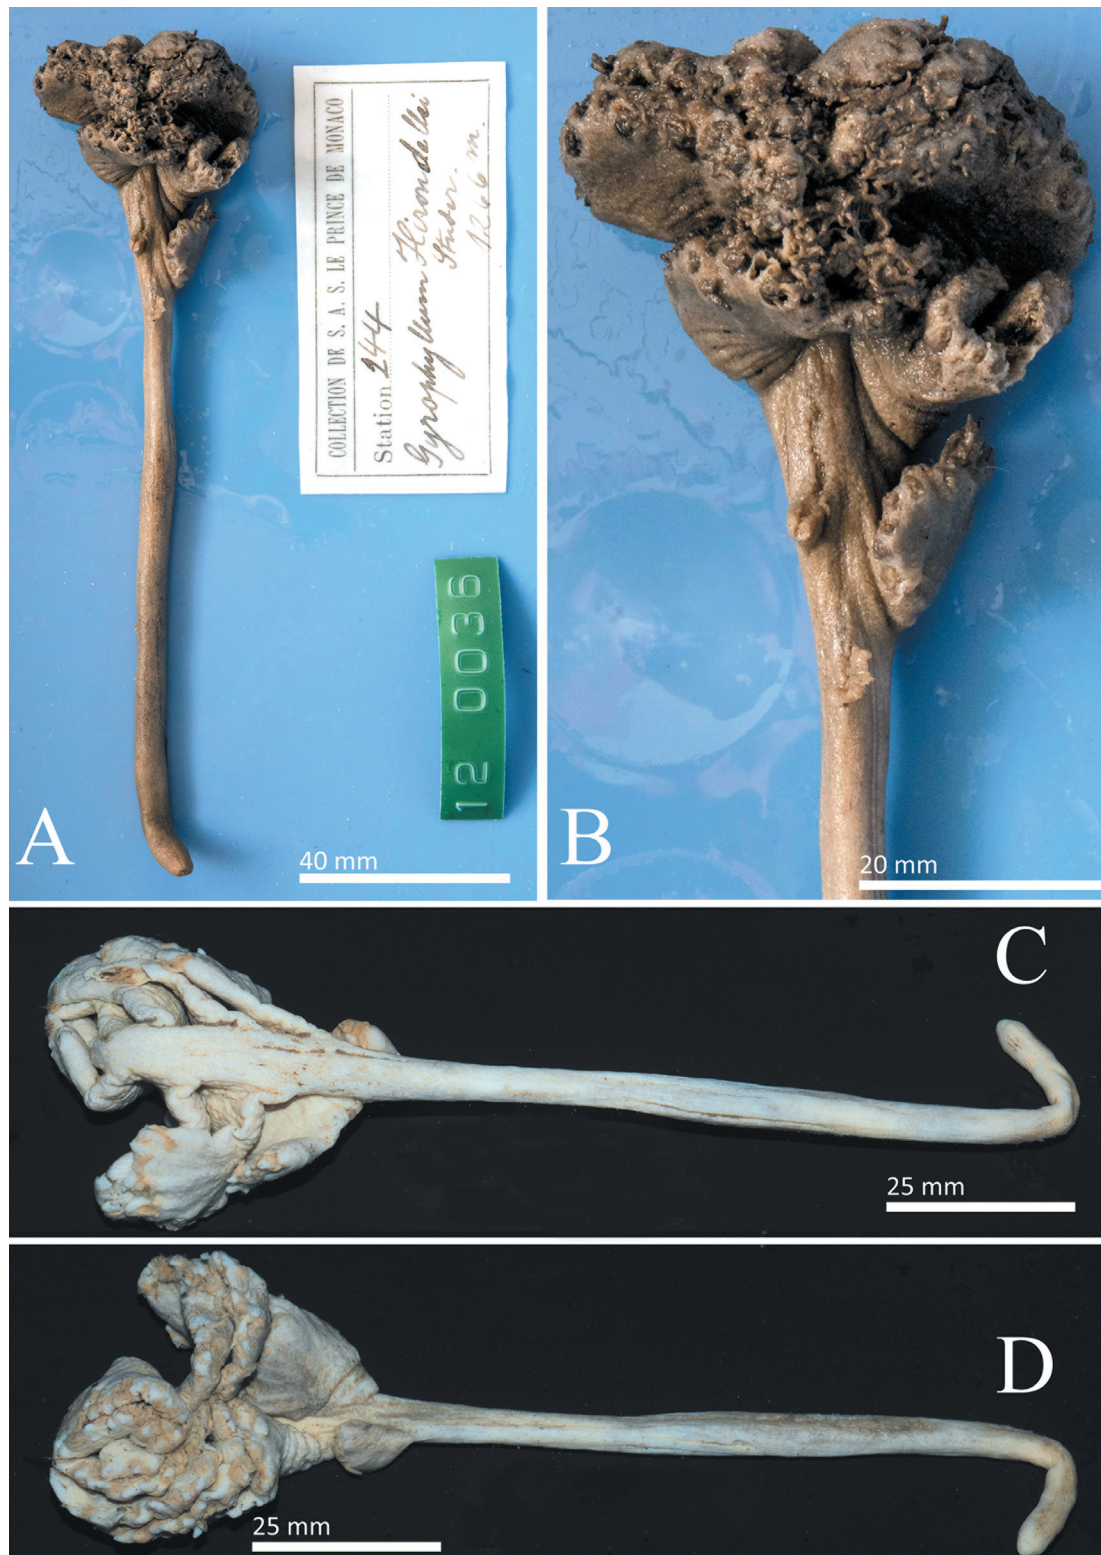 COLLECTION DE S. A. S. LE PRINCE DE MONACO
Station 244
Gyrophyllum Hirondellei
Studer.
1266 m.
12 0036
A
40 mm
B
20 mm
C
25 mm
D
25 mm